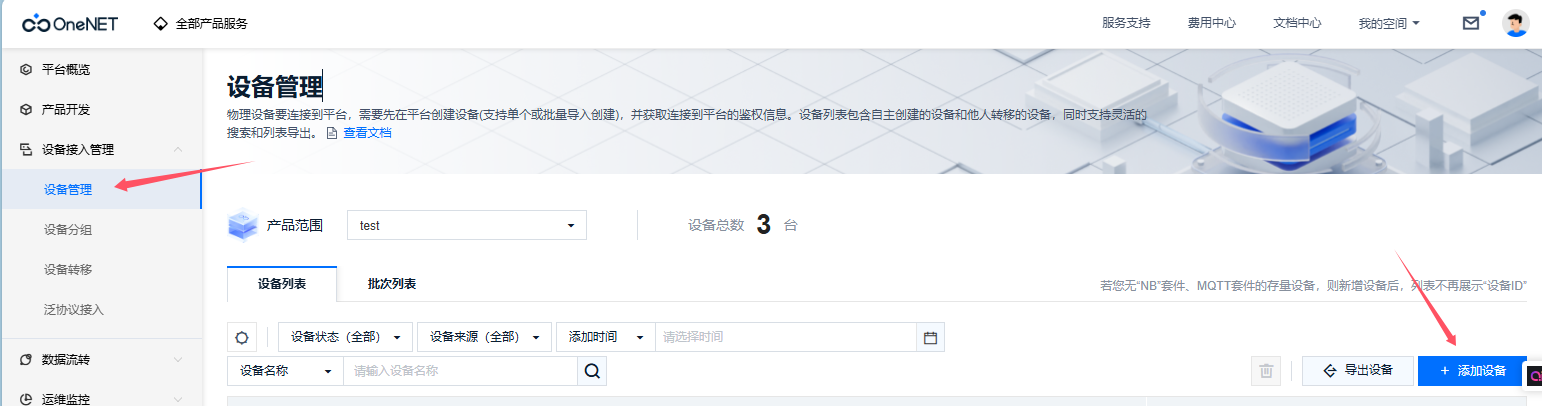 OneNET 全部产品服务 服务支持 费用中心 文档中心 我的空间
平台概览
产品开发
设备接入管理
设备管理
设备分组
设备转移
泛协议接入
数据流转
运维监控
设备管理
物理设备要连接到平台，需要先在平台创建设备(支持单个或批量导入创建)，并获取连接到平台的鉴权信息。设备列表包含自主创建的设备和他人转移的设备，同时支持灵活的
搜索和列表导出。 查看文档
产品范围 test 设备总数 3 台
设备列表 批次列表 若您无“NB”套件、MQTT套件的存量设备，则新增设备后，列表不再展示“设备ID”
设备状态（全部） 设备来源（全部） 添加时间 请选择时间
设备名称 请输入设备名称 导出设备 + 添加设备